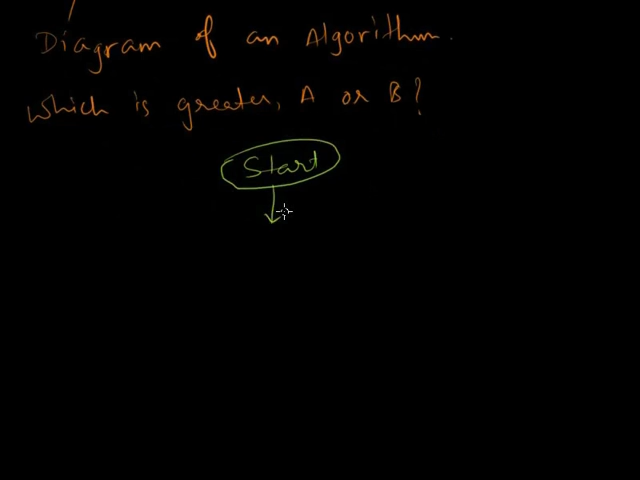 Diagram of an Algorithm.
Which is greater, A or B?
Start